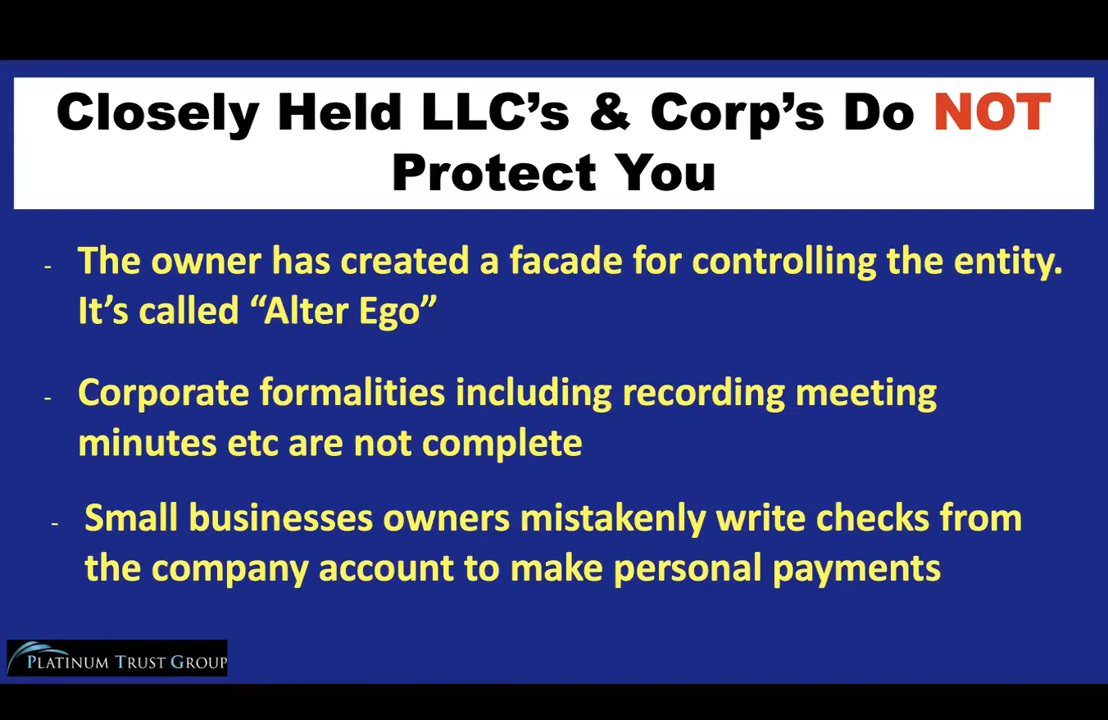 Closely Held LLC’s & Corp’s Do NOT
Protect You
- The owner has created a facade for controlling the entity.
It’s called “Alter Ego”
- Corporate formalities including recording meeting
minutes etc are not complete
- Small businesses owners mistakenly write checks from
the company account to make personal payments
PLATINUM TRUST GROUP